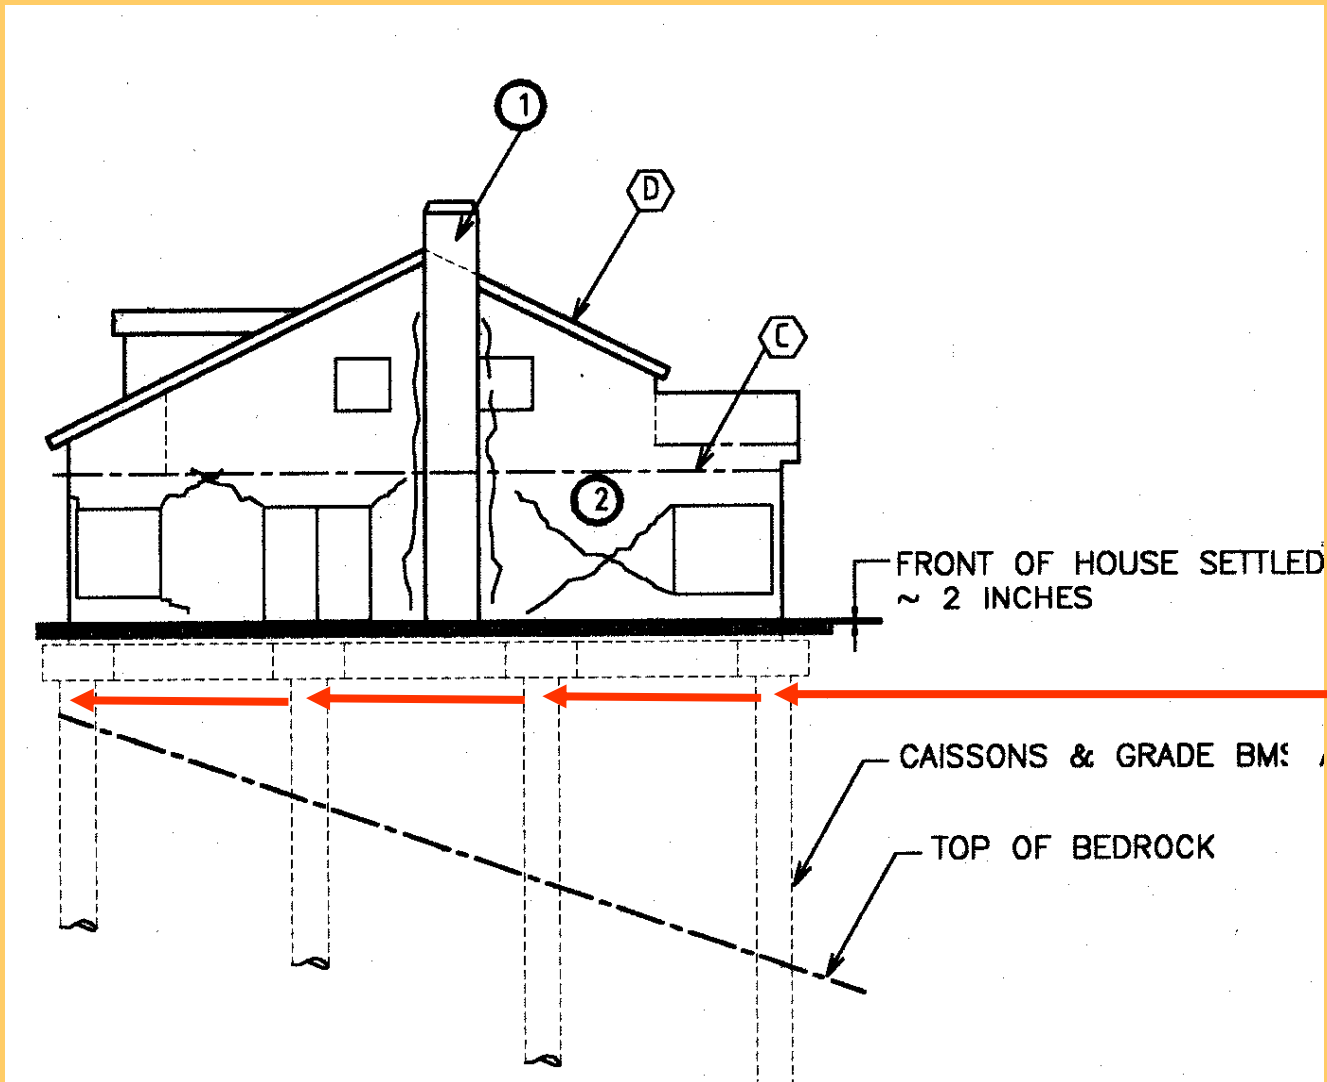 1
D
C
2
FRONT OF HOUSE SETTLED
~ 2 INCHES
CAISSONS & GRADE BMS
TOP OF BEDROCK